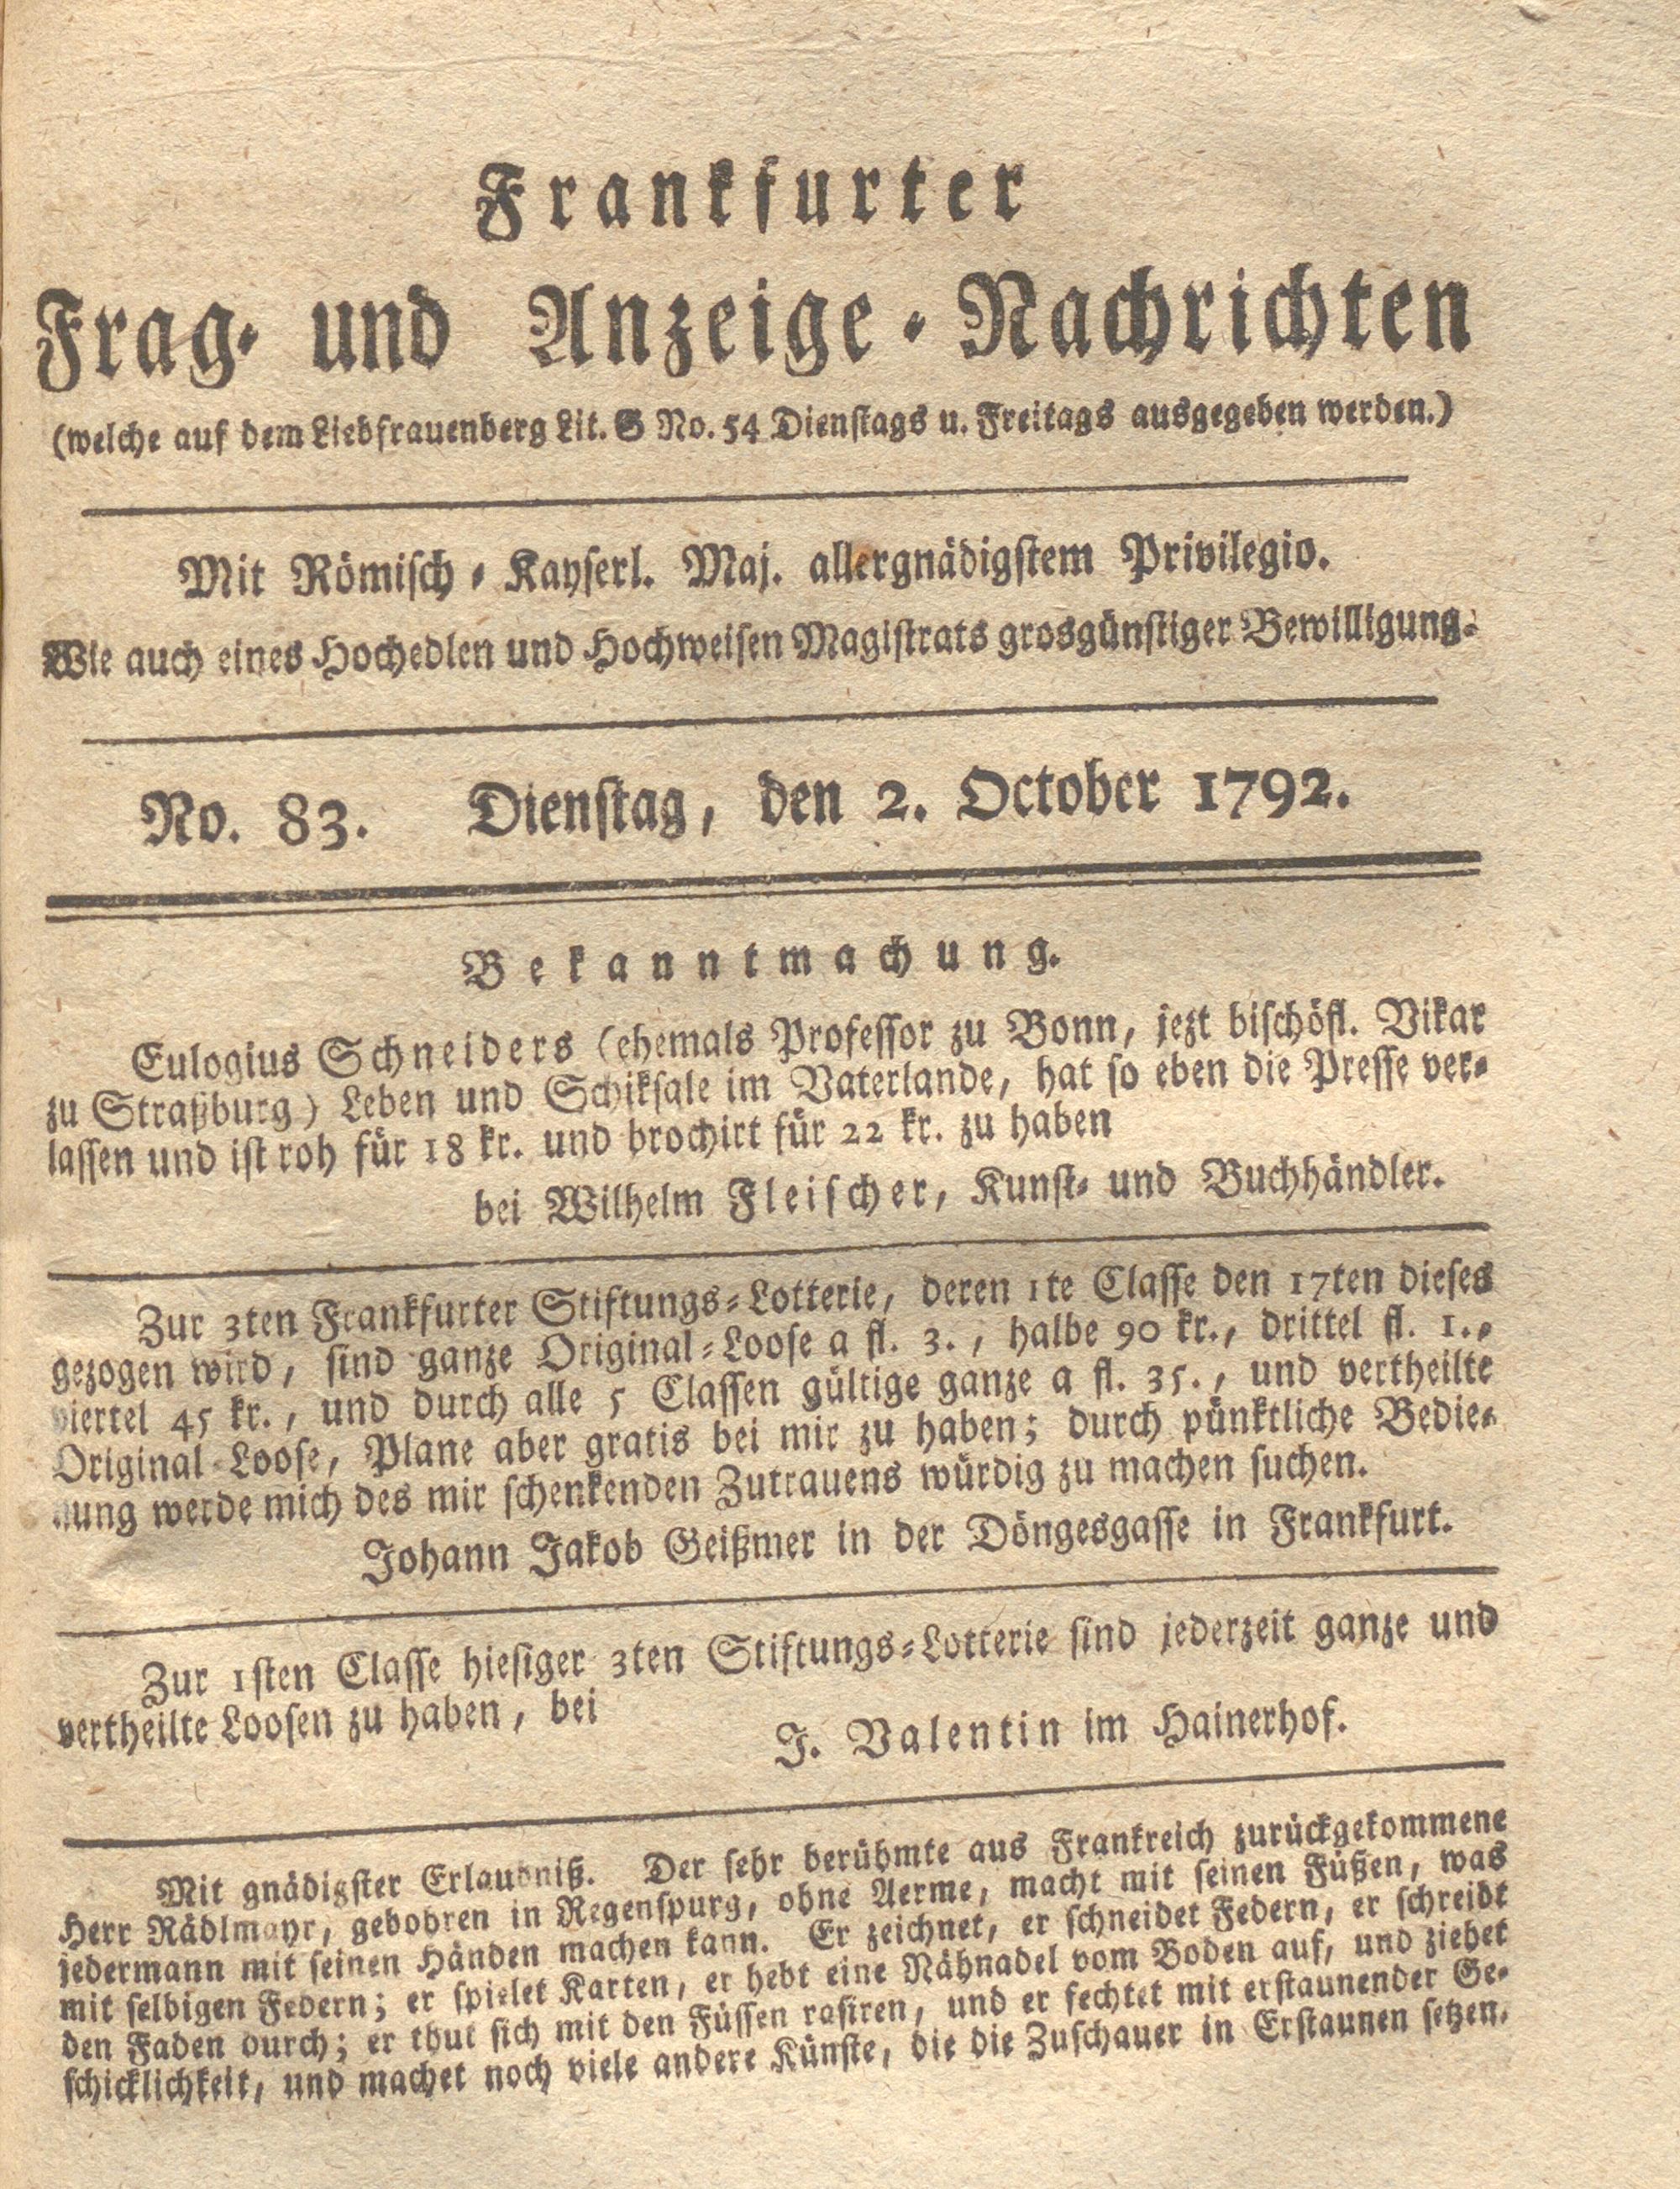 Frankfurter
Frag- und Anzeige-Nachrichten
(welche auf dem Liebfrauenberg Lit. G No. 54 Dienstags u. Freitags ausgegeben werden.)
Mit Römisch-Kayserl. Maj. allergnädigstem Privilegio.
Wie auch eines Hochedlen und Hochweisen Magistrats grosgünstiger Bewilligung.
No. 83. Dienstag, den 2. October 1792.
Bekanntmachung.
Eulogius Schneiders (ehemals Professor zu Bonn, jezt bischöfl. Vikar
zu Straßburg) Leben und Schiksale im Vaterlande, hat so eben die Presse ver-
lassen und ist roh für 18 kr. und brochirt für 22 kr. zu haben
bei Wilhelm Fleischer, Kunst- und Buchhändler.
Zur 3ten Frankfurter Stiftungs-Lotterie, deren 1te Classe den 17ten dieses
gezogen wird, sind ganze Original-Loose a fl. 3., halbe 90 kr., drittel fl. 1.,
viertel 45 kr., und durch alle 5 Classen gültige ganze a fl. 35., und vertheilte
Original-Loose, Plane aber gratis bei mir zu haben; durch pünktliche Bedie-
nung werde mich des mir schenkenden Zutrauens würdig zu machen suchen.
Johann Jakob Geißmer in der Döngesgasse in Frankfurt.
Zur 1sten Classe hiesiger 3ten Stiftungs-Lotterie sind jederzeit ganze und
vertheilte Loosen zu haben, bei
J. Valentin im Hainerhof.
Mit gnädigster Erlaubniß. Der sehr berühmte aus Frankreich zurückgekommene
Herr Rädlmayr, gebohren in Regenspurg, ohne Aerme, macht mit seinen Füßen, was
jedermann mit seinen Händen machen kann. Er zeichnet, er schneidet Federn, er schreibt
mit selbigen Federn; er spielet Karten, er hebt eine Nähnadel vom Boden auf, und ziehet
den Faden durch; er thut sich mit den Füssen rasiren, und er fechtet mit erstaunender Ge-
schicklichkeit, und machet noch viele andere Künste, die die Zuschauer in Erstaunen setzen.